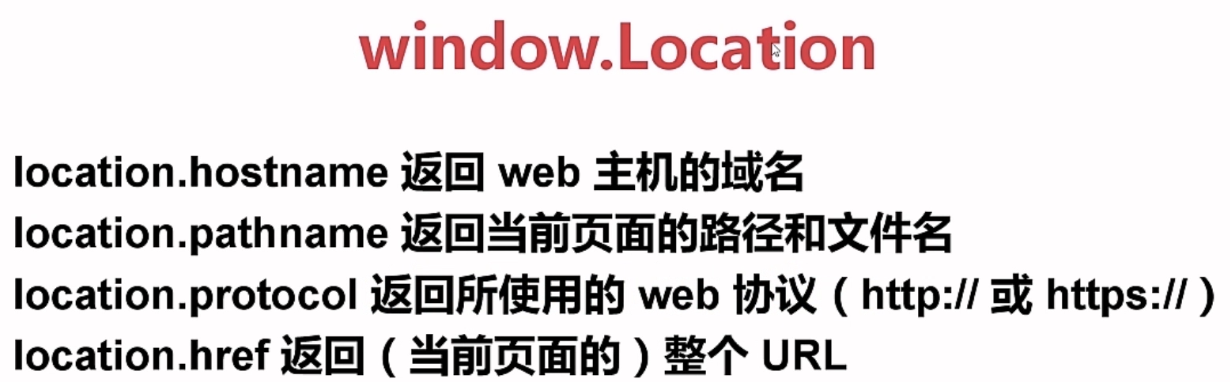 window.Location
location.hostname 返回 web 主机的域名
location.pathname 返回当前页面的路径和文件名
location.protocol 返回所使用的 web 协议（http:// 或 https://）
location.href 返回（当前页面的）整个 URL